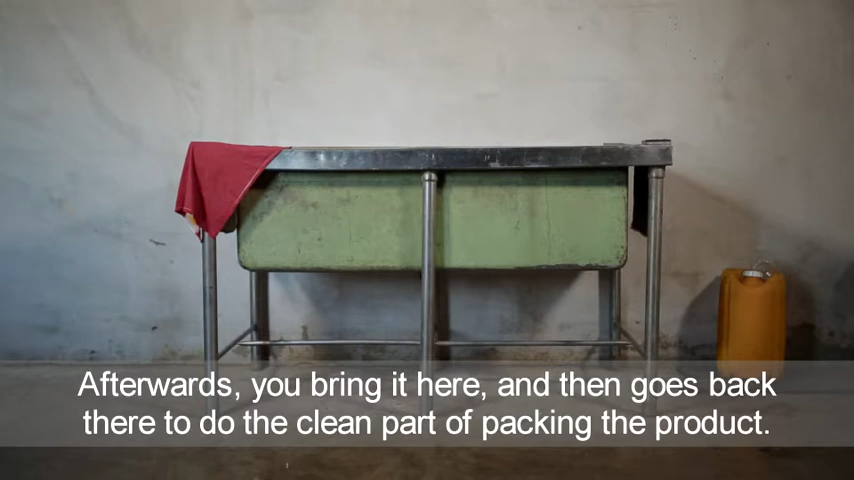 Afterwards, you bring it here, and then goes back
there to do the clean part of packing the product.